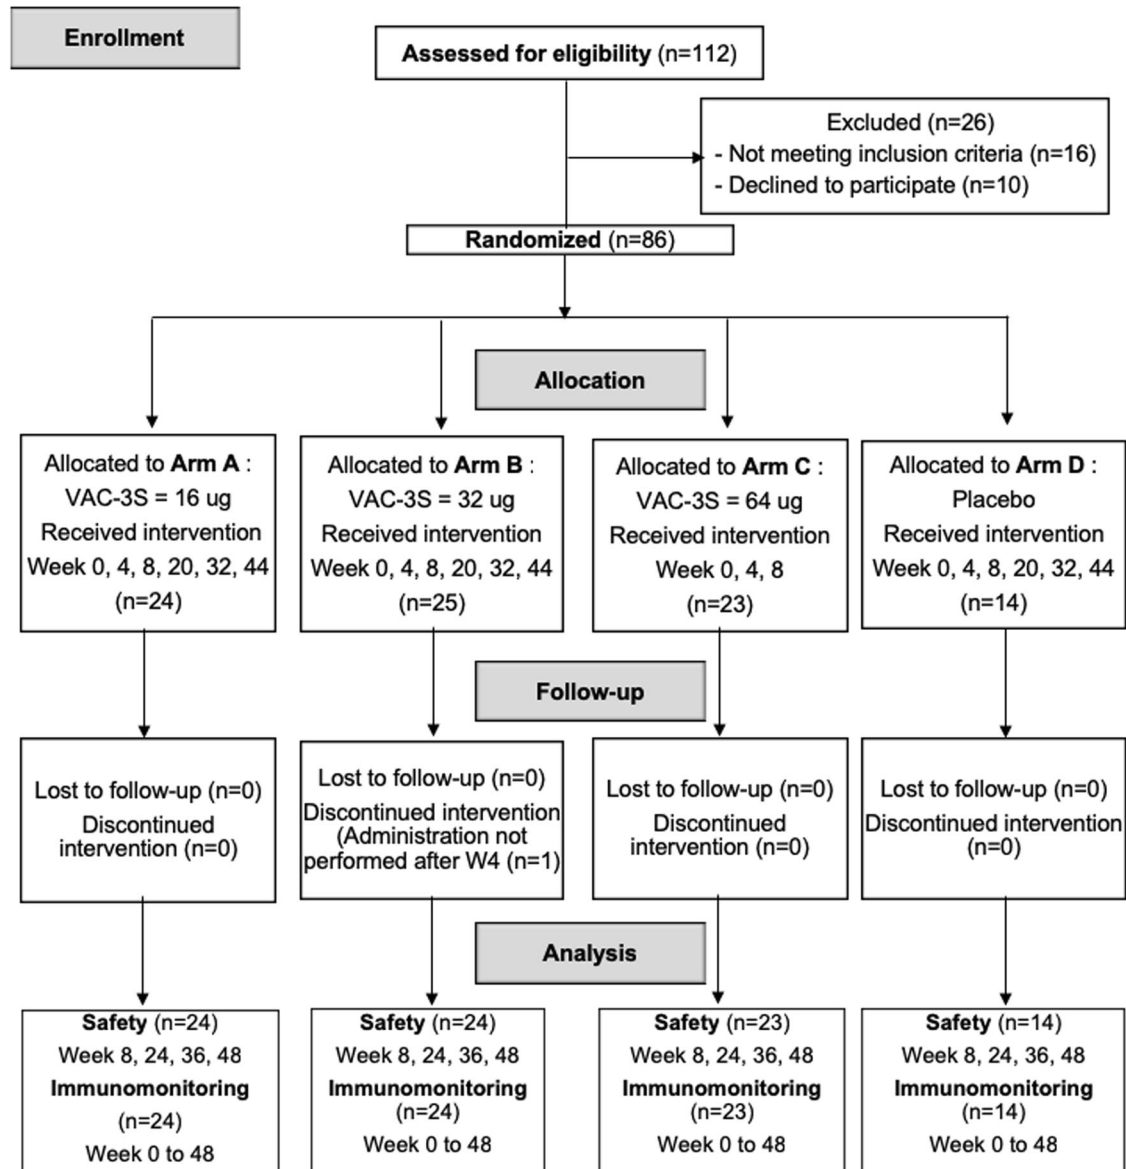 Enrollment
Assessed for eligibility (n=112)
Excluded (n=26)
- Not meeting inclusion criteria (n=16)
- Declined to participate (n=10)
Randomized (n=86)
Allocation
Allocated to Arm A :
VAC-3S = 16 ug
Received intervention
Week 0, 4, 8, 20, 32, 44
(n=24)
Allocated to Arm B :
VAC-3S = 32 ug
Received intervention
Week 0, 4, 8, 20, 32, 44
(n=25)
Allocated to Arm C :
VAC-3S = 64 ug
Received intervention
Week 0, 4, 8
(n=23)
Allocated to Arm D :
Placebo
Received intervention
Week 0, 4, 8, 20, 32, 44
(n=14)
Follow-up
Lost to follow-up (n=0)
Discontinued
intervention (n=0)
Lost to follow-up (n=0)
Discontinued intervention
(Administration not
performed after W4 (n=1)
Lost to follow-up (n=0)
Discontinued
intervention (n=0)
Lost to follow-up (n=0)
Discontinued intervention
(n=0)
Analysis
Safety (n=24)
Week 8, 24, 36, 48
Immunomonitoring
(n=24)
Week 0 to 48
Safety (n=24)
Week 8, 24, 36, 48
Immunomonitoring
(n=24)
Week 0 to 48
Safety (n=23)
Week 8, 24, 36, 48
Immunomonitoring
(n=23)
Week 0 to 48
Safety (n=14)
Week 8, 24, 36, 48
Immunomonitoring
(n=14)
Week 0 to 48